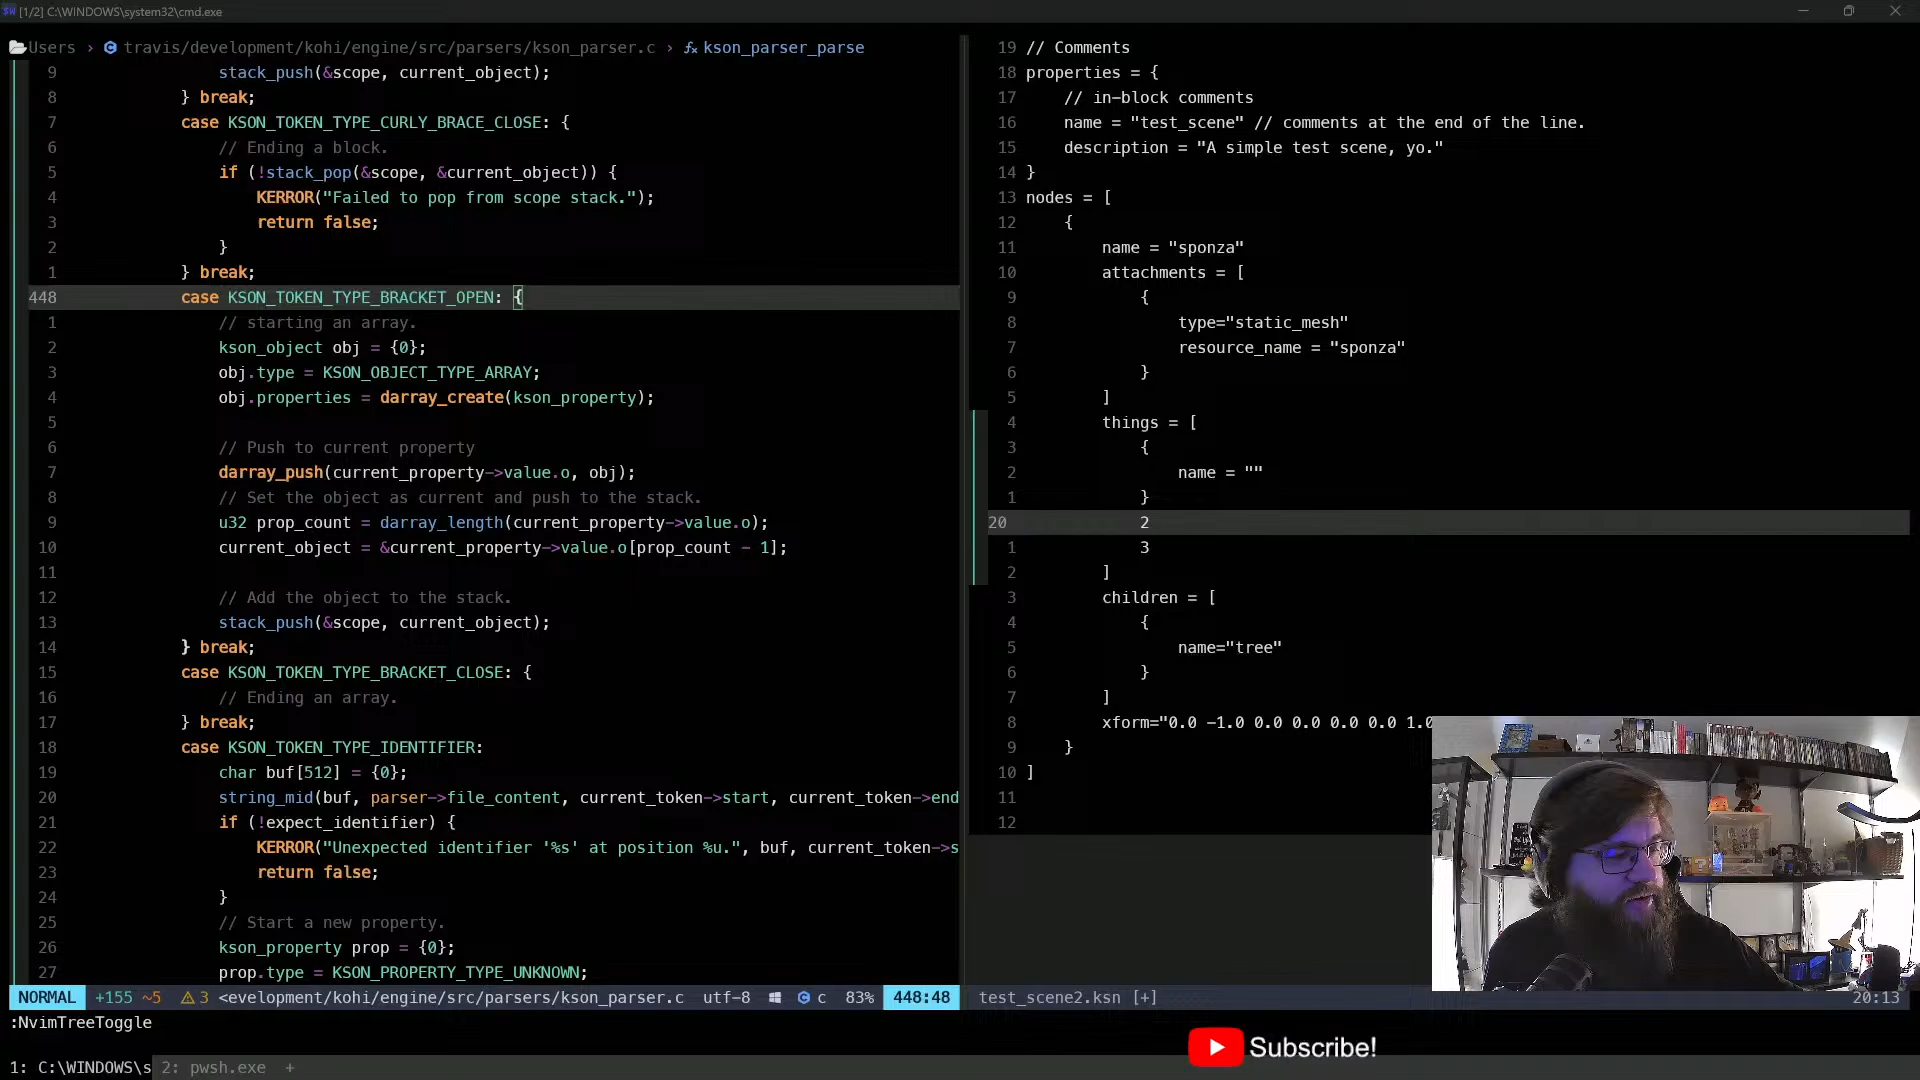 [1/2] C:\WINDOWS\system32\cmd.exe
Users › travis/development/kohi/engine/src/parsers/kson_parser.c › kson_parser_parse
9 stack_push(&scope, current_object);
8 } break;
7 case KSON_TOKEN_TYPE_CURLY_BRACE_CLOSE: {
6 // Ending a block.
5 if (!stack_pop(&scope, &current_object)) {
4 KERROR("Failed to pop from scope stack.");
3 return false;
2 }
1 } break;
448 case KSON_TOKEN_TYPE_BRACKET_OPEN: {
1 // starting an array.
2 kson_object obj = {0};
3 obj.type = KSON_OBJECT_TYPE_ARRAY;
4 obj.properties = darray_create(kson_property);
5
6 // Push to current property
7 darray_push(current_property->value.o, obj);
8 // Set the object as current and push to the stack.
9 u32 prop_count = darray_length(current_property->value.o);
10 current_object = &current_property->value.o[prop_count - 1];
11
12 // Add the object to the stack.
13 stack_push(&scope, current_object);
14 } break;
15 case KSON_TOKEN_TYPE_BRACKET_CLOSE: {
16 // Ending an array.
17 } break;
18 case KSON_TOKEN_TYPE_IDENTIFIER:
19 char buf[512] = {0};
20 string_mid(buf, parser->file_content, current_token->start, current_token->end
21 if (!expect_identifier) {
22 KERROR("Unexpected identifier '%s' at position %u.", buf, current_token->s
23 return false;
24 }
25 // Start a new property.
26 kson_property prop = {0};
27 prop.type = KSON_PROPERTY_TYPE_UNKNOWN;
NORMAL +155 ~5 3 <evelopment/kohi/engine/src/parsers/kson_parser.c utf-8 c 83% 448:48
19 // Comments
18 properties = {
17 // in-block comments
16 name = "test_scene" // comments at the end of the line.
15 description = "A simple test scene, yo."
14 }
13 nodes = [
12 {
11 name = "sponza"
10 attachments = [
9 {
8 type="static_mesh"
7 resource_name = "sponza"
6 }
5 ]
4 things = [
3 {
2 name = ""
1 }
20 2
1 3
2 ]
3 children = [
4 {
5 name="tree"
6 }
7 ]
8 xform="0.0 -1.0 0.0 0.0 0.0 0.0 1.0
9 }
10 ]
11
12
test_scene2.ksn [+] 20:13
:NvimTreeToggle
Subscribe!
1: C:\WINDOWS\s 2: pwsh.exe +